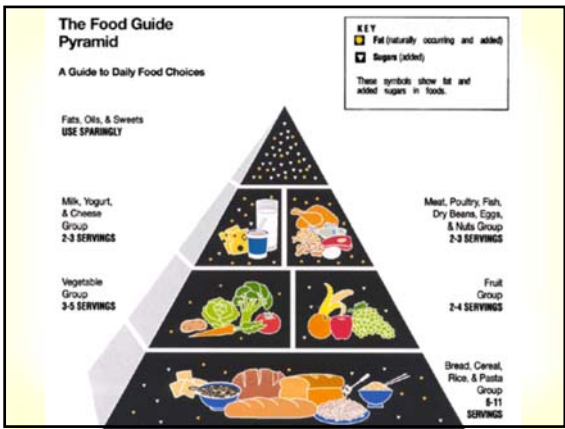 The Food Guide
Pyramid
A Guide to Daily Food Choices
KEY
Fat (naturally occurring and added)
Sugars (added)
These symbols show fat and
added sugars in foods.
Fats, Oils, & Sweets
USE SPARINGLY
Milk, Yogurt,
& Cheese
Group
2-3 SERVINGS
Meat, Poultry, Fish,
Dry Beans, Eggs,
& Nuts Group
2-3 SERVINGS
Vegetable
Group
3-5 SERVINGS
Fruit
Group
2-4 SERVINGS
Bread, Cereal,
Rice, & Pasta
Group
6-11
SERVINGS